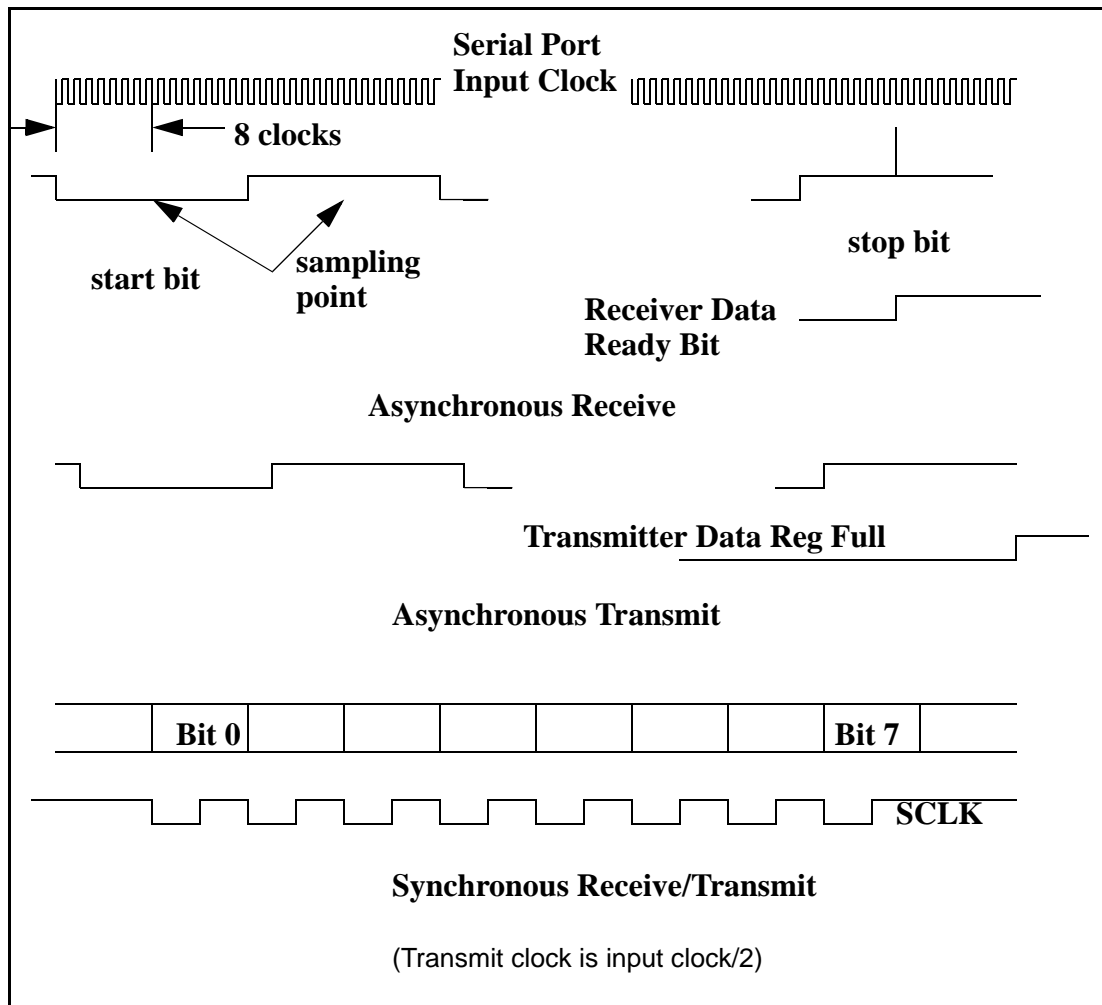 Serial Port
Input Clock
8 clocks
stop bit
start bit
sampling
point
Receiver Data
Ready Bit
Asynchronous Receive
Transmitter Data Reg Full
Asynchronous Transmit
Bit 0
Bit 7
SCLK
Synchronous Receive/Transmit
(Transmit clock is input clock/2)